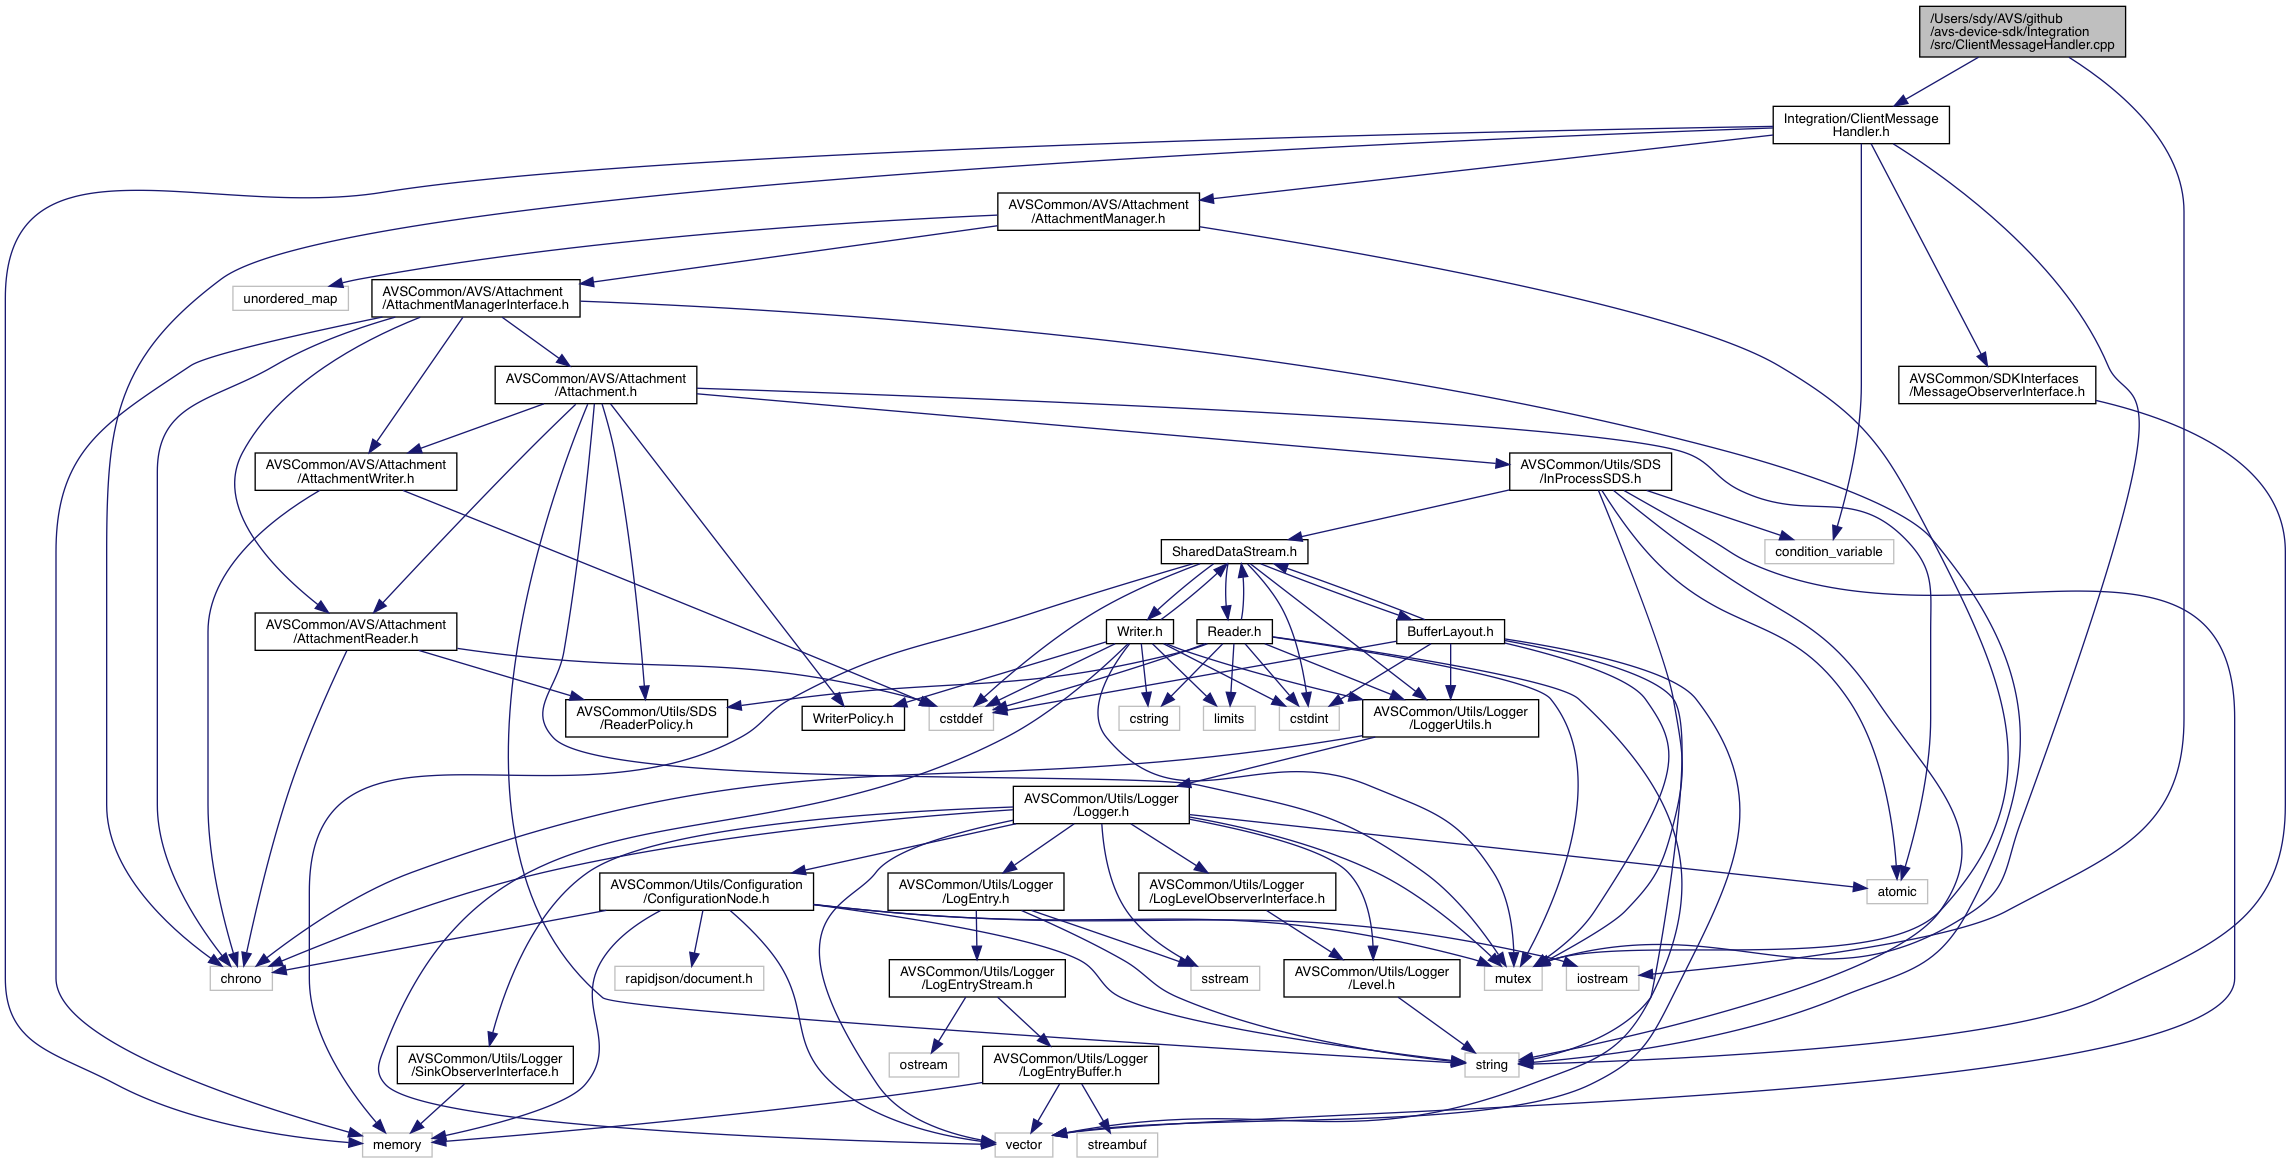 /Users/sdy/AVS/github
/avs-device-sdk/Integration
/src/ClientMessageHandler.cpp
Integration/ClientMessage
Handler.h
AVSCommon/AVS/Attachment
/AttachmentManager.h
unordered_map
AVSCommon/AVS/Attachment
/AttachmentManagerInterface.h
AVSCommon/AVS/Attachment
/Attachment.h
AVSCommon/SDKInterfaces
/MessageObserverInterface.h
AVSCommon/AVS/Attachment
/AttachmentWriter.h
AVSCommon/Utils/SDS
/InProcessSDS.h
SharedDataStream.h
condition_variable
AVSCommon/AVS/Attachment
/AttachmentReader.h
Writer.h
Reader.h
BufferLayout.h
AVSCommon/Utils/SDS
/ReaderPolicy.h
WriterPolicy.h
cstddef
cstring
limits
cstdint
AVSCommon/Utils/Logger
/LoggerUtils.h
AVSCommon/Utils/Logger
/Logger.h
AVSCommon/Utils/Configuration
/ConfigurationNode.h
AVSCommon/Utils/Logger
/LogEntry.h
AVSCommon/Utils/Logger
/LogLevelObserverInterface.h
atomic
chrono
rapidjson/document.h
AVSCommon/Utils/Logger
/LogEntryStream.h
sstream
AVSCommon/Utils/Logger
/Level.h
mutex
iostream
AVSCommon/Utils/Logger
/SinkObserverInterface.h
ostream
AVSCommon/Utils/Logger
/LogEntryBuffer.h
string
memory
vector
streambuf